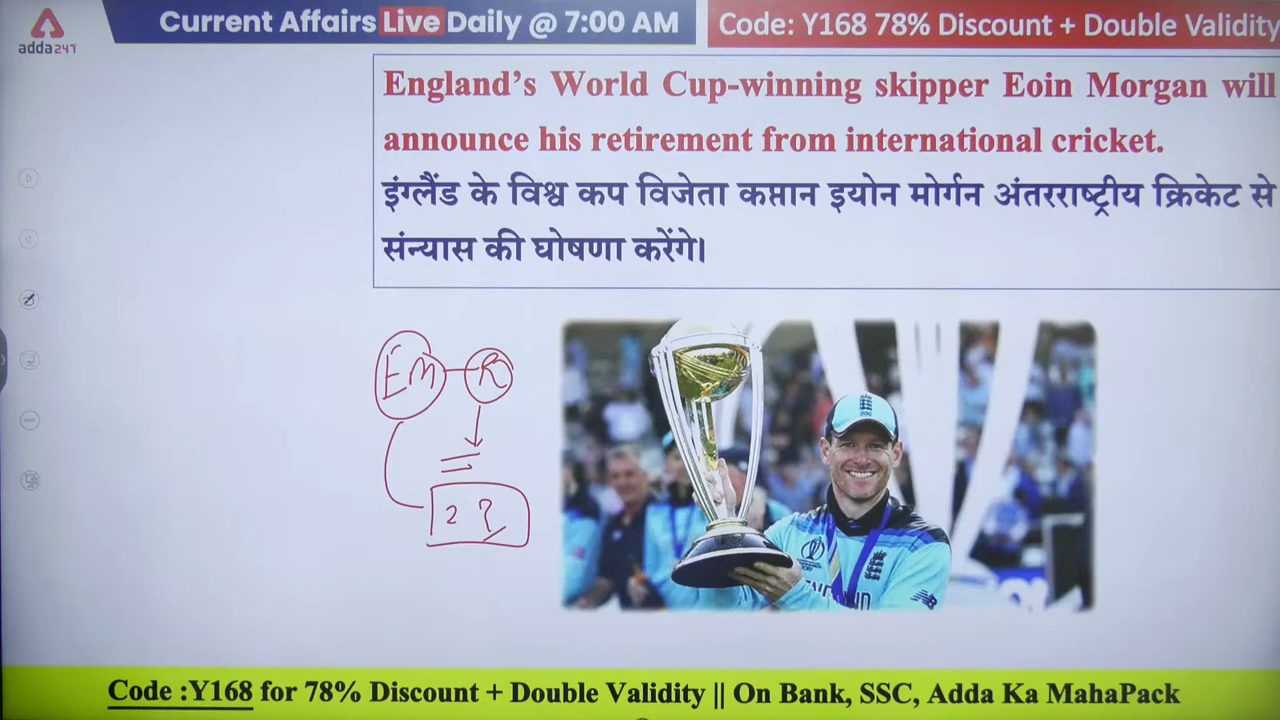 Current Affairs Live Daily @ 7:00 AM
Code: Y168 78% Discount + Double Validity
adda247
England's World Cup-winning skipper Eoin Morgan will
announce his retirement from international cricket.
इंग्लैंड के विश्व कप विजेता कप्तान इयोन मोर्गन अंतरराष्ट्रीय क्रिकेट से
संन्यास की घोषणा करेंगे।
EM R
2 ?
Code :Y168 for 78% Discount + Double Validity || On Bank, SSC, Adda Ka MahaPack